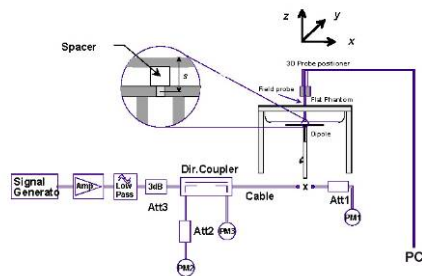 z
y
x
Spacer
s
3D Probe positioner
Field probe
Flat Phantom
Dipole
Signal
Generato
Amp
Low
Pass
3dB
Att3
Dir.Coupler
Cable
x
Att1
PM1
Att2
PM3
PM2
PC